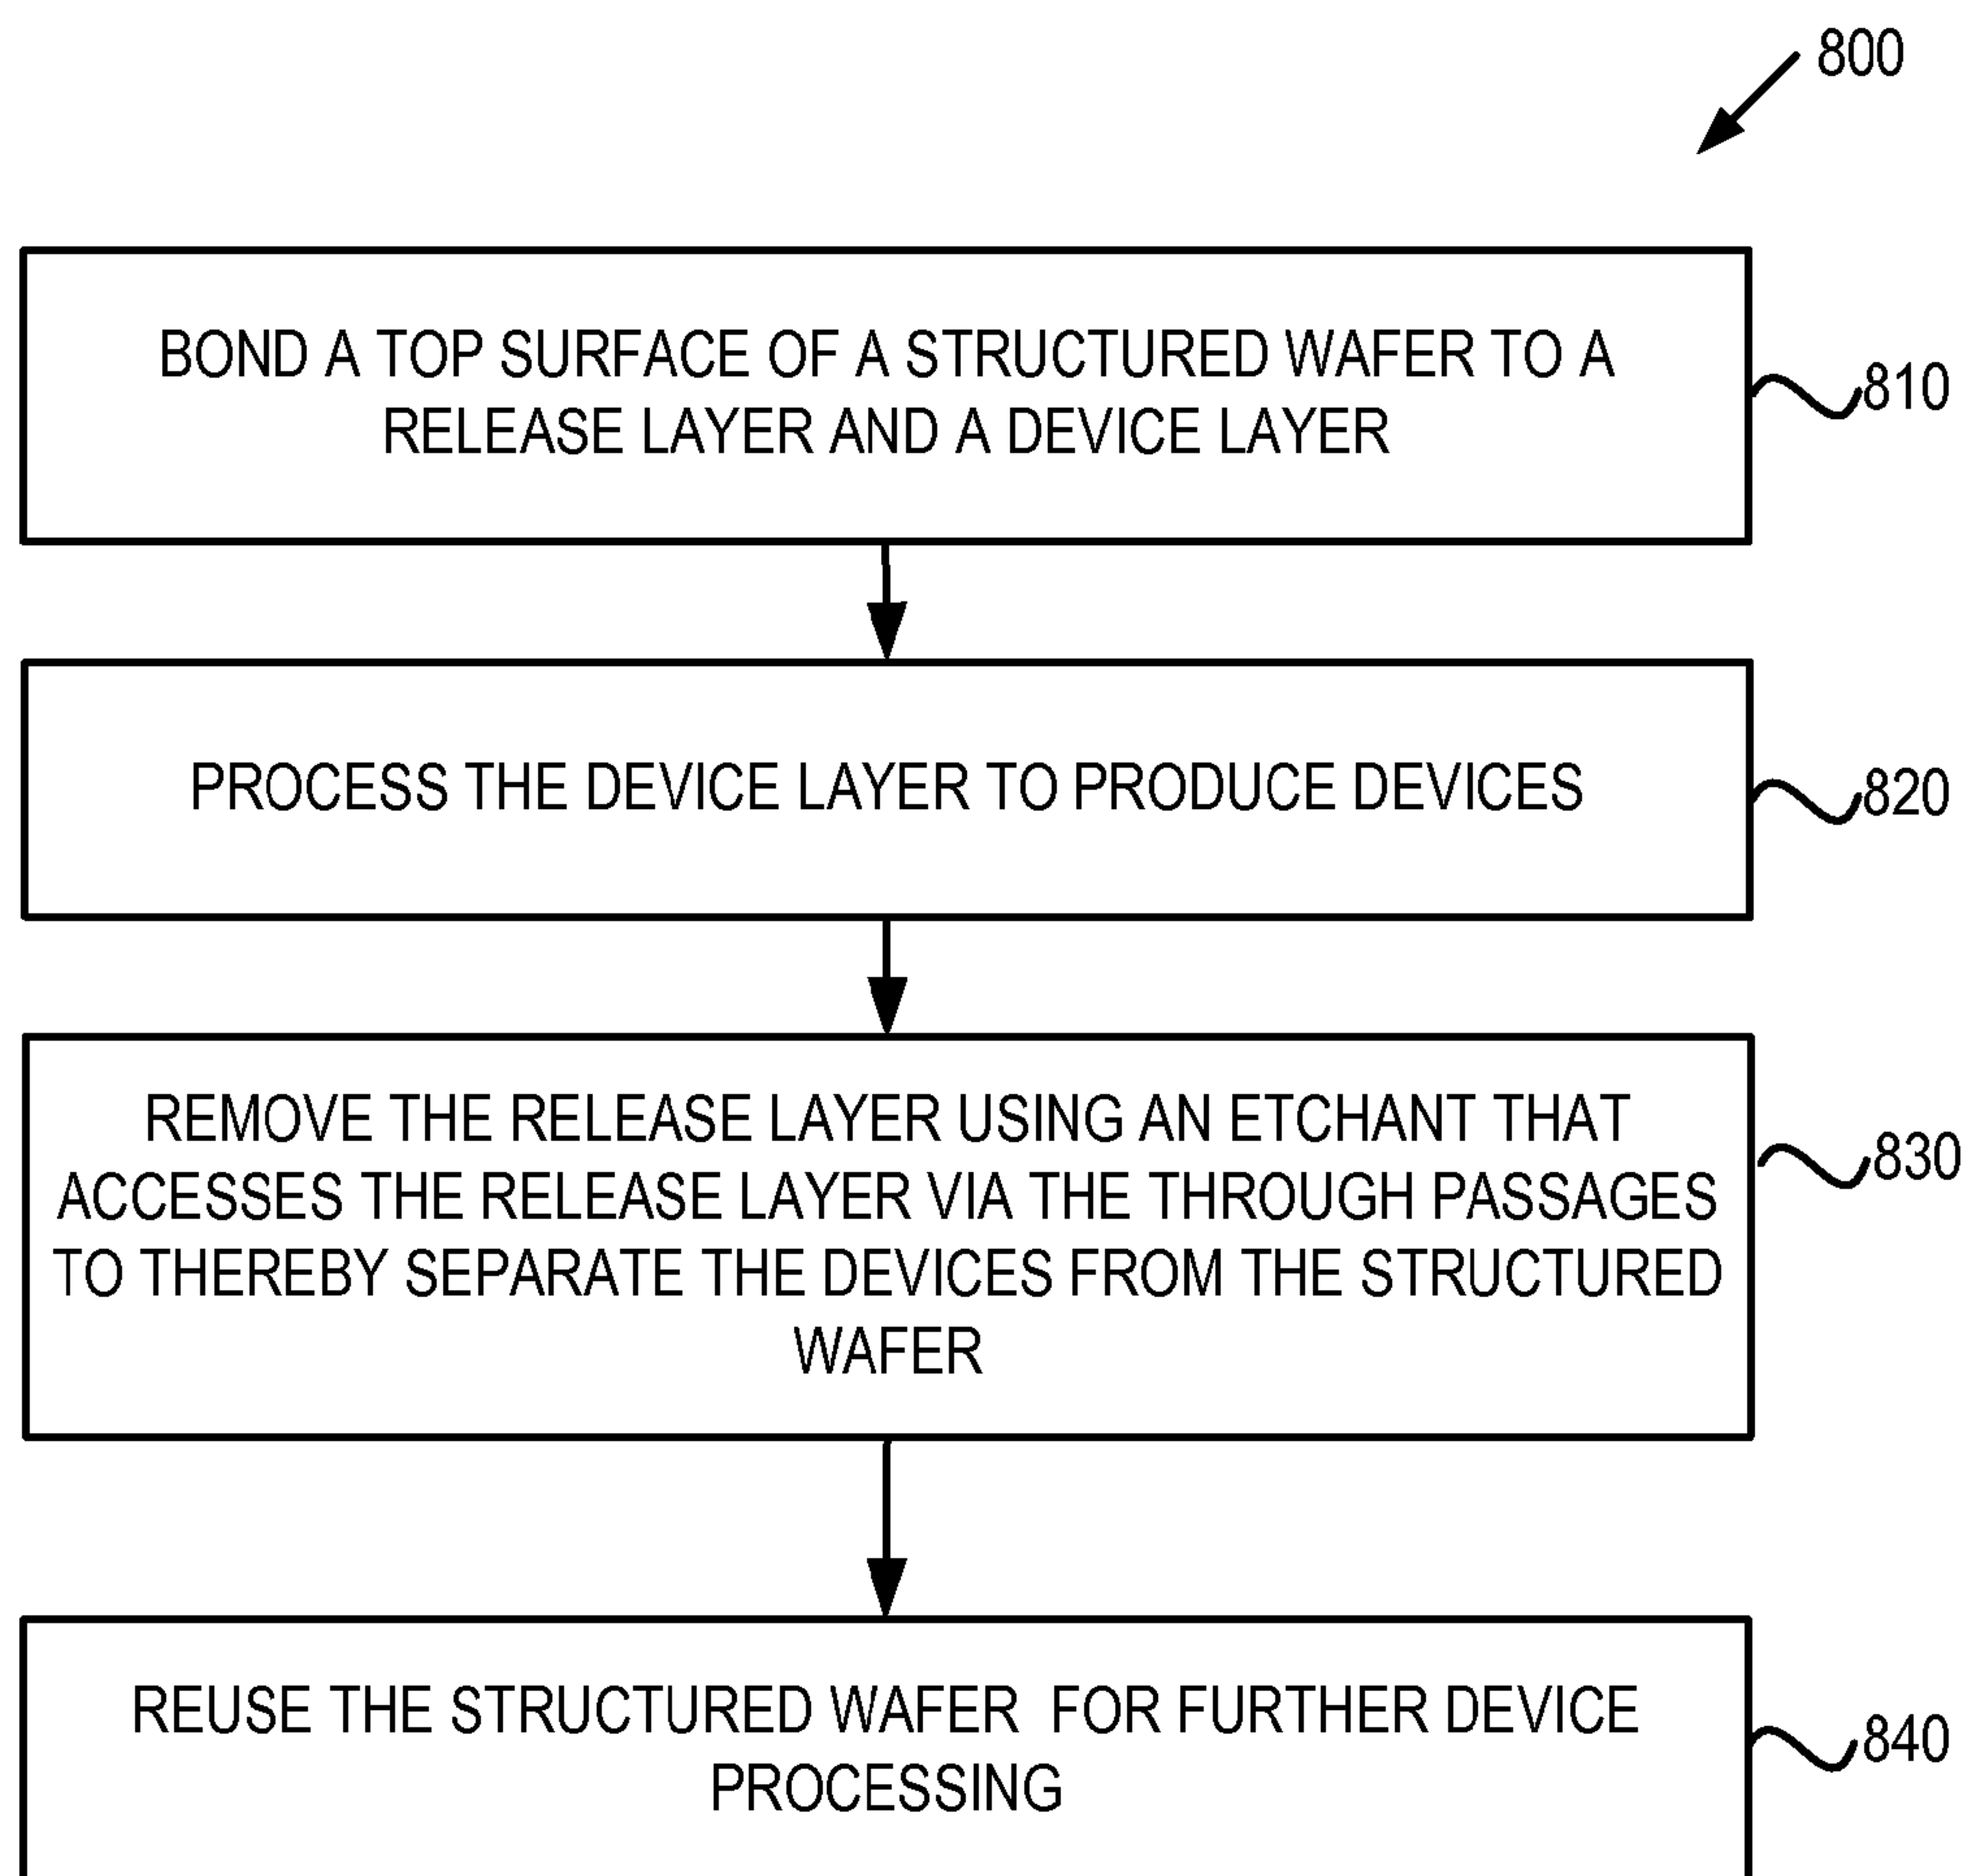 800
BOND A TOP SURFACE OF A STRUCTURED WAFER TO A
RELEASE LAYER AND A DEVICE LAYER
810
PROCESS THE DEVICE LAYER TO PRODUCE DEVICES
820
REMOVE THE RELEASE LAYER USING AN ETCHANT THAT
ACCESSES THE RELEASE LAYER VIA THE THROUGH PASSAGES
TO THEREBY SEPARATE THE DEVICES FROM THE STRUCTURED
WAFER
830
REUSE THE STRUCTURED WAFER FOR FURTHER DEVICE
PROCESSING
840